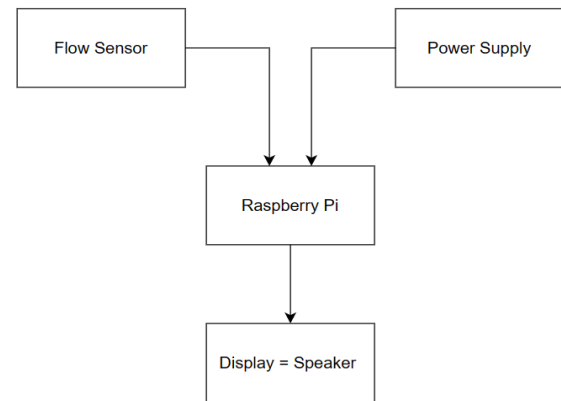 Flow Sensor
Power Supply
Raspberry Pi
Display = Speaker